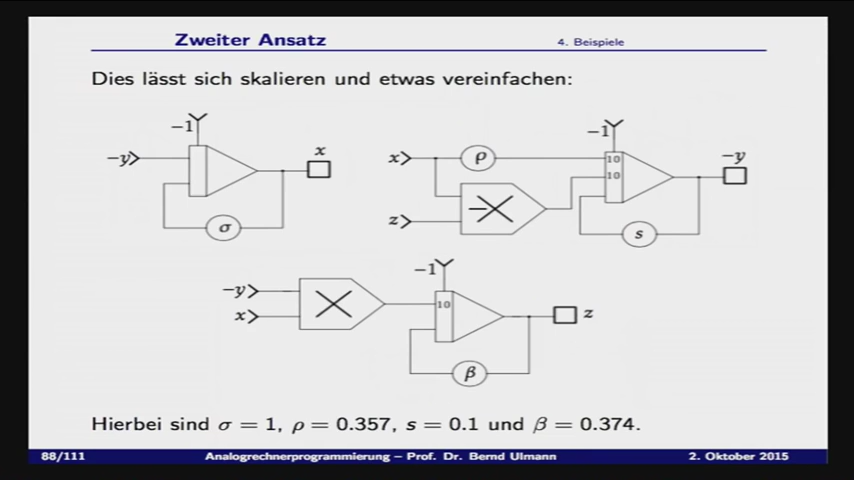 Zweiter Ansatz
4. Beispiele
Dies lässt sich skalieren und etwas vereinfachen:
−1
−y
x
σ
x
ρ
z
−1
10
10
−y
s
−y
x
−1
10
z
β
Hierbei sind σ = 1, ρ = 0.357, s = 0.1 und β = 0.374.
88/111
Analogrechnerprogrammierung – Prof. Dr. Bernd Ulmann
2. Oktober 2015